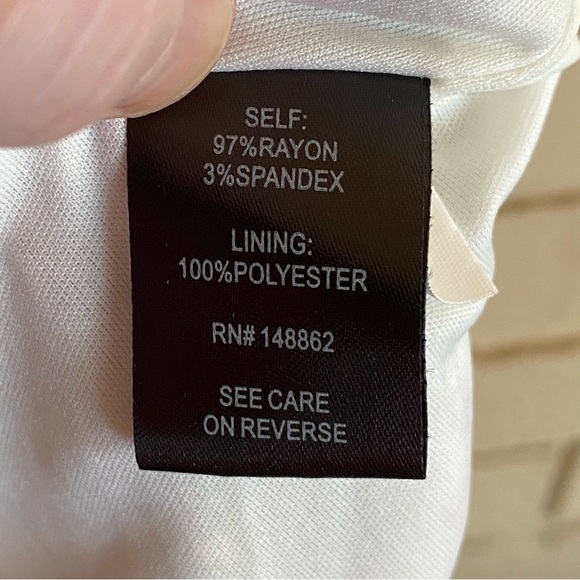 SELF:
97%RAYON
3%SPANDEX
LINING:
100%POLYESTER
RN# 148862
SEE CARE
ON REVERSE